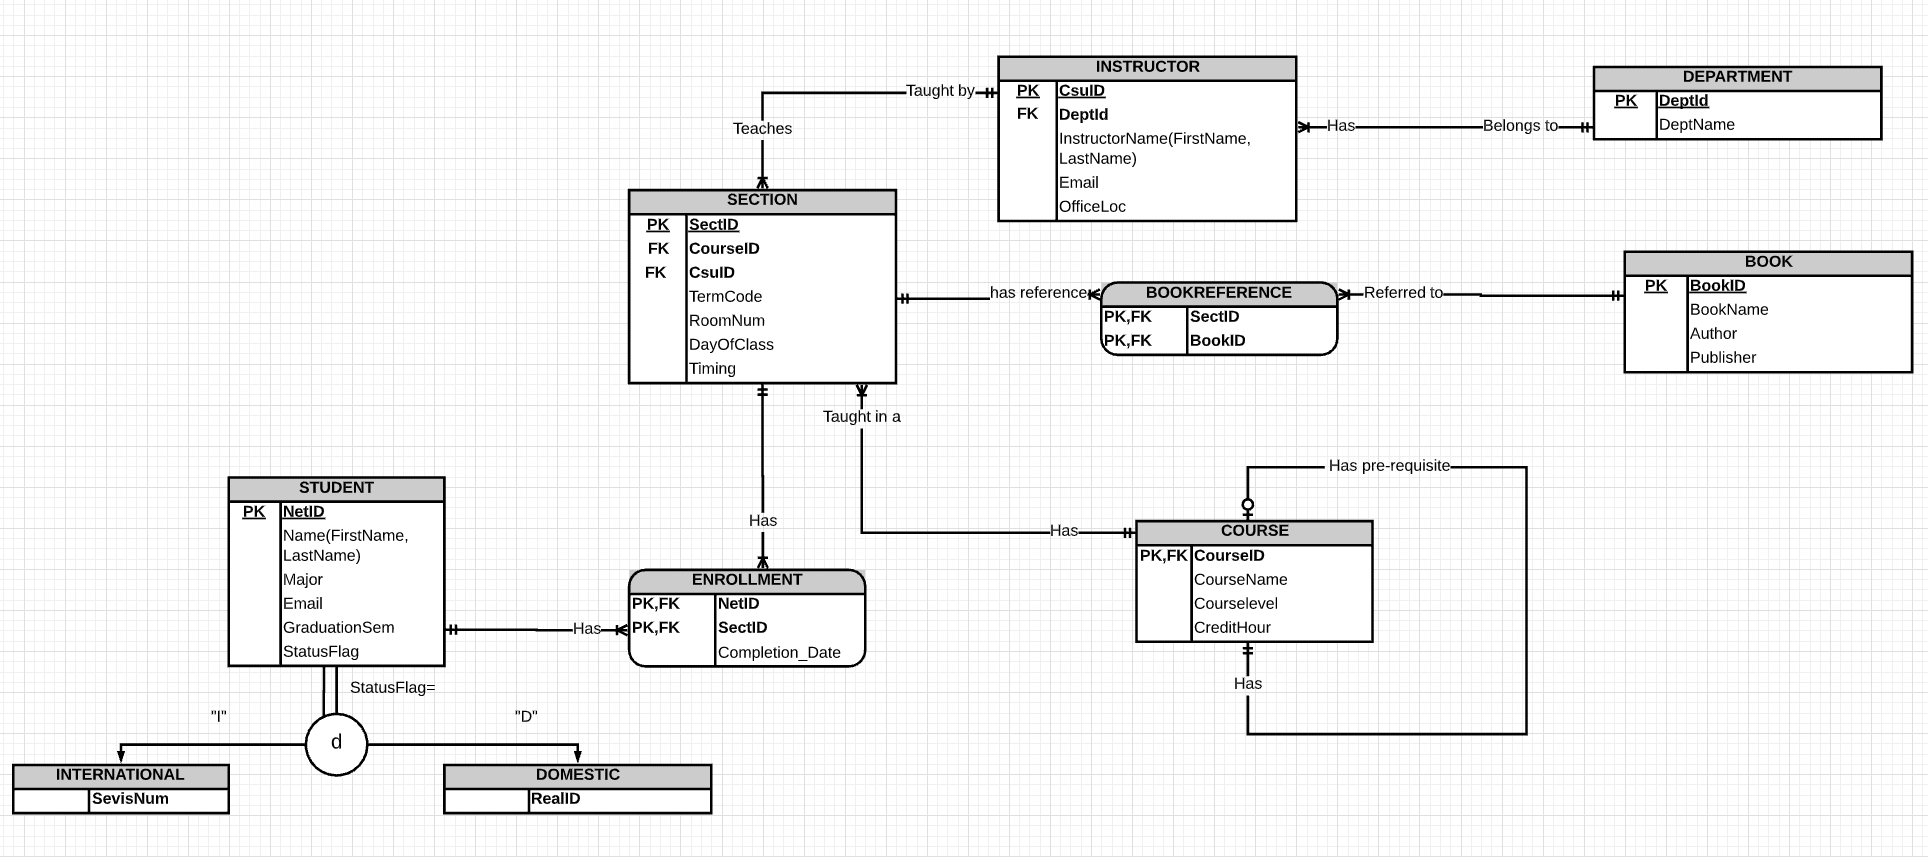 INSTRUCTOR
PK CsuID
FK DeptId
InstructorName(FirstName,
LastName)
Email
OfficeLoc
DEPARTMENT
PK DeptId
DeptName
Taught by
Teaches
Has
Belongs to
SECTION
PK SectID
FK CourseID
FK CsuID
TermCode
RoomNum
DayOfClass
Timing
has reference
BOOKREFERENCE
PK,FK SectID
PK,FK BookID
Referred to
BOOK
PK BookID
BookName
Author
Publisher
Taught in a
Has
Has
Has pre-requisite
COURSE
PK,FK CourseID
CourseName
Courselevel
CreditHour
Has
STUDENT
PK NetID
Name(FirstName,
LastName)
Major
Email
GraduationSem
StatusFlag
Has
ENROLLMENT
PK,FK NetID
PK,FK SectID
Completion_Date
StatusFlag=
"I"
"D"
d
INTERNATIONAL
SevisNum
DOMESTIC
RealID